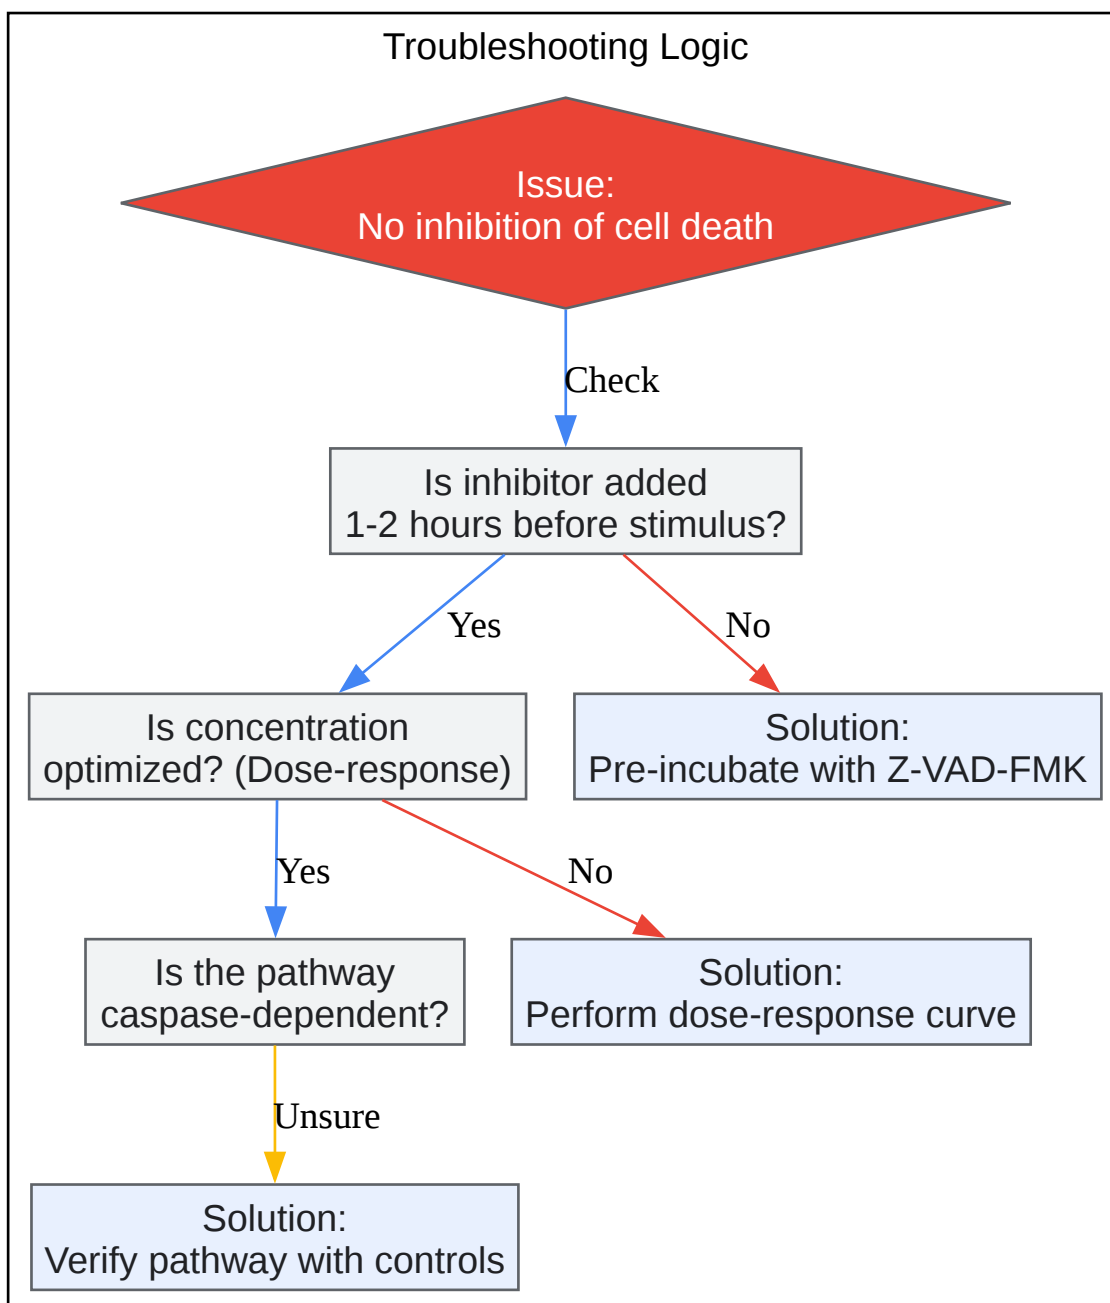 Troubleshooting Logic
Issue:
No inhibition of cell death
Check
Is inhibitor added
1-2 hours before stimulus?
Yes
No
Is concentration
optimized? (Dose-response)
Solution:
Pre-incubate with Z-VAD-FMK
Yes
No
Is the pathway
caspase-dependent?
Solution:
Perform dose-response curve
Unsure
Solution:
Verify pathway with controls